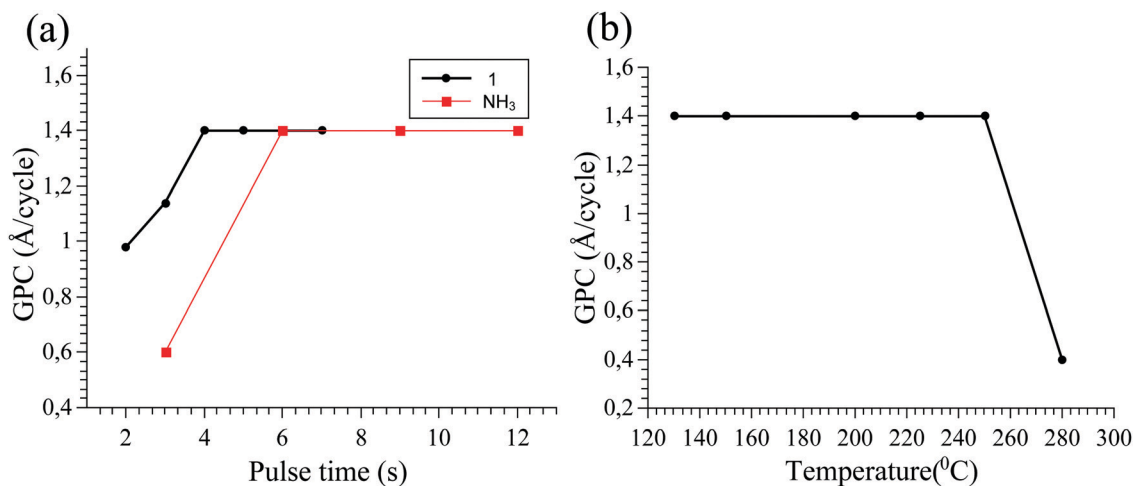 (a)
GPC (Å/cycle)
1,6
1,4
1,2
1
0,8
0,6
0,4
2 4 6 8 10 12
Pulse time (s)
1
NH₃
(b)
GPC (Å/cycle)
1,6
1,4
1,2
1
0,8
0,6
0,4
0,2
120 140 160 180 200 220 240 260 280 300
Temperature(⁰C)